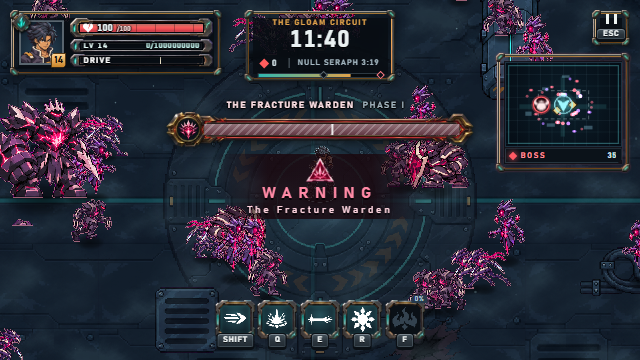 100/100
LV 14
0/1000000000
14
DRIVE
THE GLOAM CIRCUIT
11:40
0
NULL SERAPH 3:19
ESC
THE FRACTURE WARDEN PHASE I
BOSS
WARNING
The Fracture Warden
0%
SHIFT
Q
E
R
F